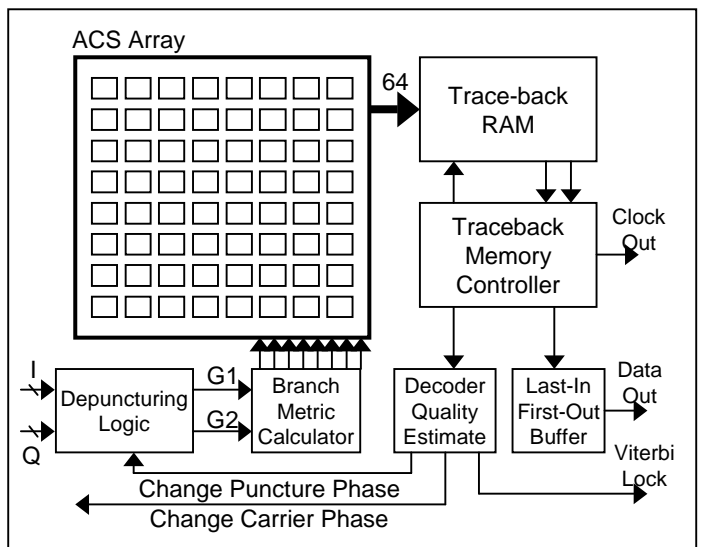 ACS Array
64
Trace-back
RAM
Traceback
Memory
Controller
Clock
Out
I
Q
Depuncturing
Logic
G1
G2
Branch
Metric
Calculator
Decoder
Quality
Estimate
Last-In
First-Out
Buffer
Data
Out
Viterbi
Lock
Change Puncture Phase
Change Carrier Phase